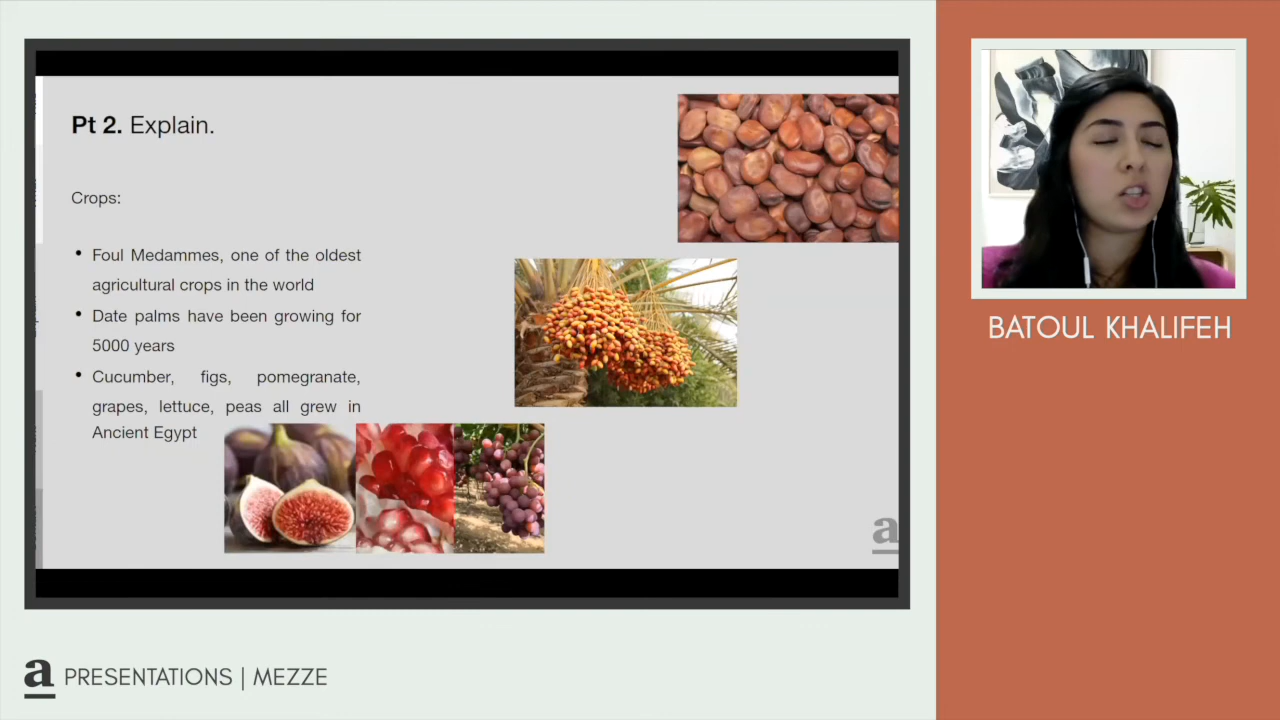 Pt 2. Explain.
Crops:
• Foul Medammes, one of the oldest
agricultural crops in the world
• Date palms have been growing for
5000 years
• Cucumber, figs, pomegranate,
grapes, lettuce, peas all grew in
Ancient Egypt
a
BATOUL KHALIFEH
a PRESENTATIONS | MEZZE